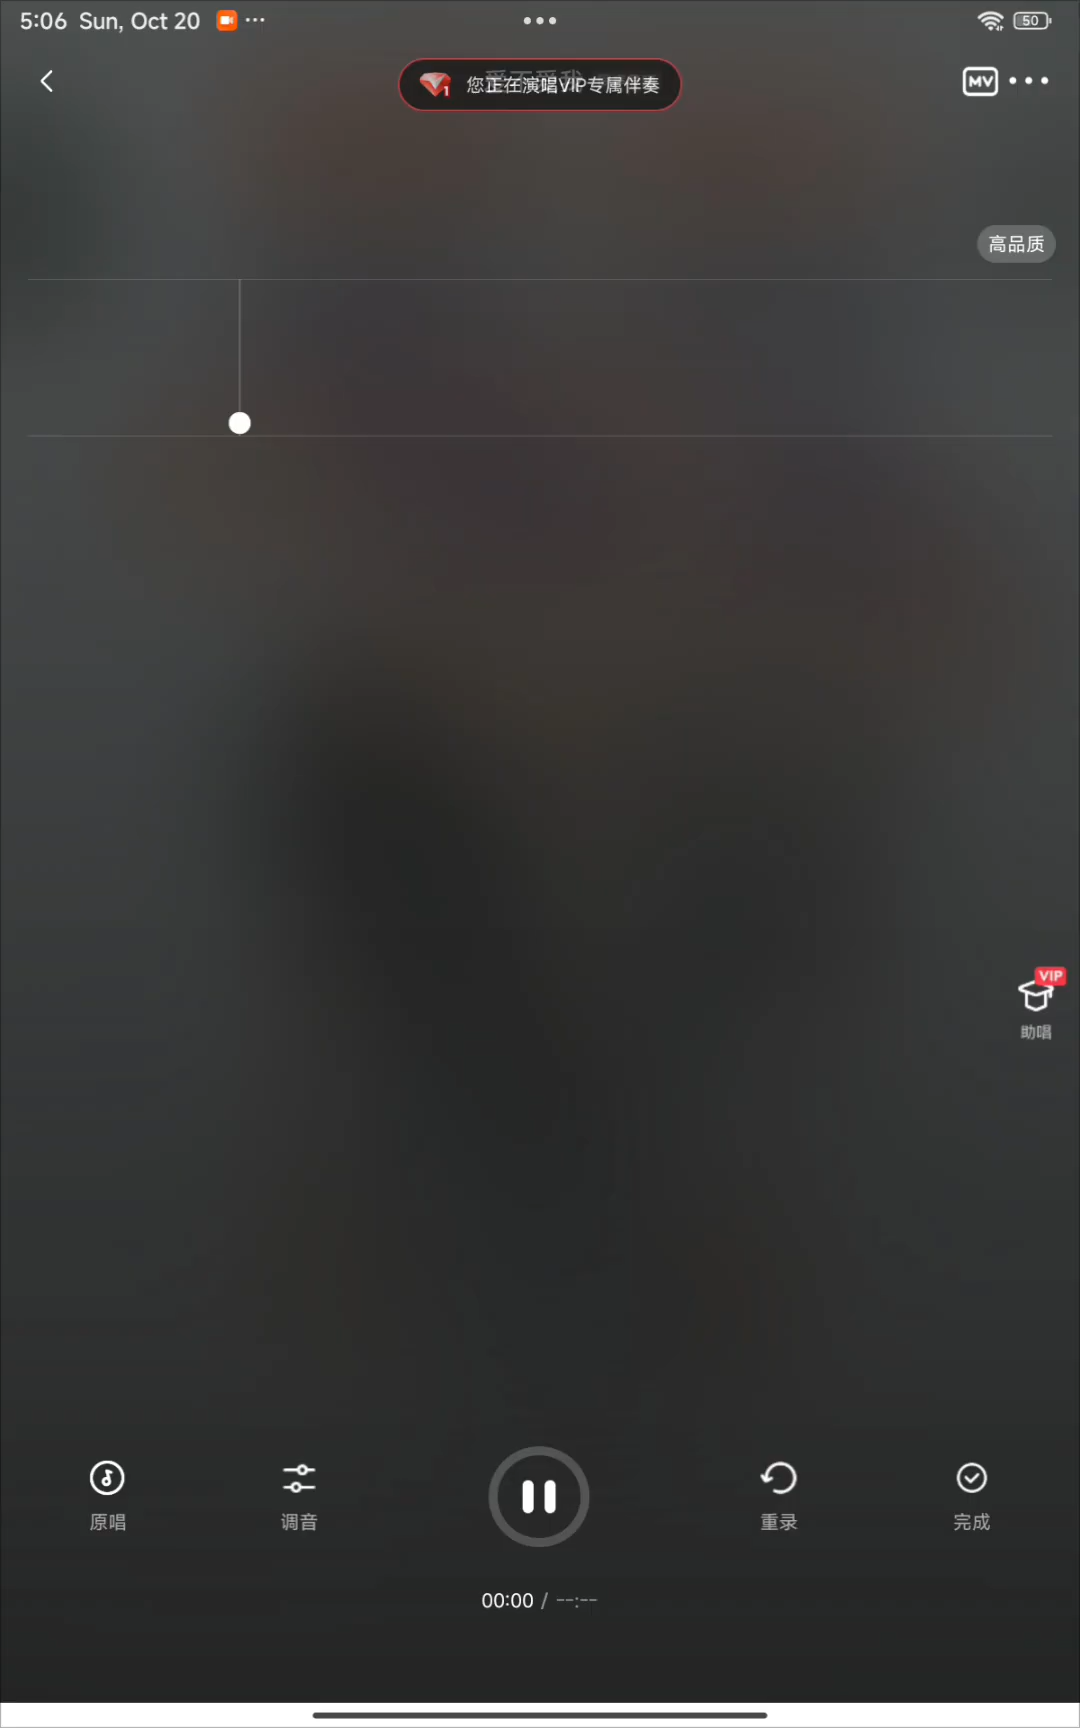 5:06 Sun, Oct 20
50
您正在演唱VIP专属伴奏
MV
高品质
VIP
助唱
原唱
调音
重录
完成
00:00 / --:--